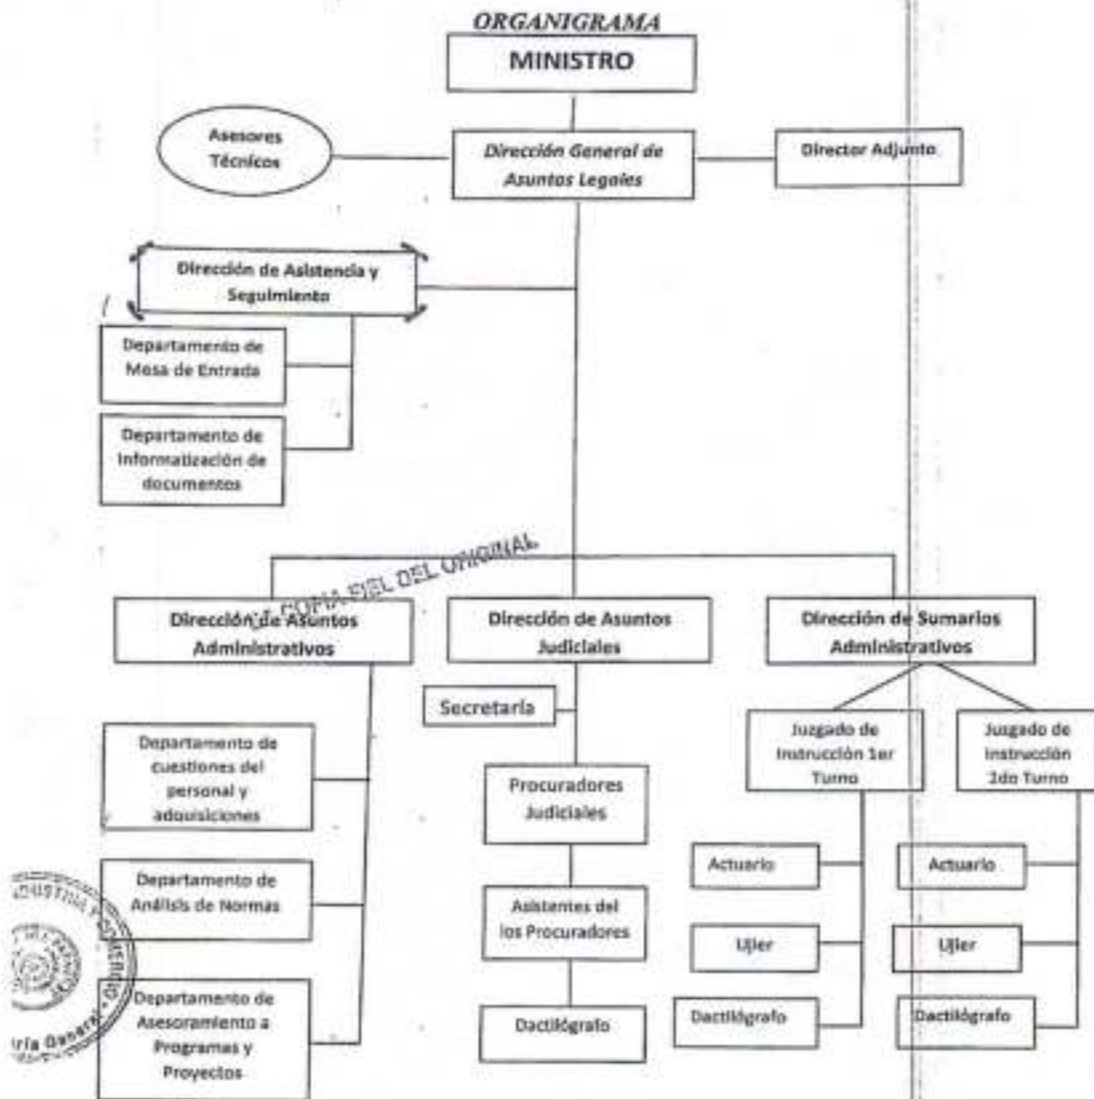 ORGANIGRAMA
MINISTRO
Asesores
Técnicos
Dirección General de
Asuntos Legales
Director Adjunto
Dirección de Asistencia y
Seguimiento
Departamento de
Mesa de Entrada
Departamento de
Informatización de
documentos
COPIA FIEL DEL ORIGINAL
Dirección de Asuntos
Administrativos
Dirección de Asuntos
Judiciales
Dirección de Sumarios
Administrativos
Secretaría
Departamento de
cuestiones del
personal y
adquisiciones
Procuradores
Judiciales
Juzgado de
Instrucción 1er
Turno
Juzgado de
Instrucción
2do Turno
Departamento de
Análisis de Normas
Asistentes del
los Procuradores
Actuario
Actuario
Ujier
Ujier
Departamento de
Asesoramiento a
Programas y
Proyectos
Dactilógrafo
Dactilógrafo
Dactilógrafo
Y COMERCIO
General